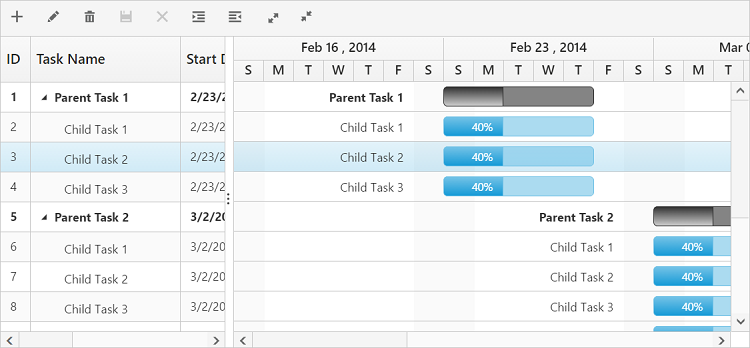 Feb 16 , 2014 Feb 23 , 2014 Mar 0
ID Task Name Start D
S M T W T F S S M T W T F S S M T
1 Parent Task 1 2/23/2 Parent Task 1
2 Child Task 1 2/23/2 Child Task 1 40%
3 Child Task 2 2/23/2 Child Task 2 40%
4 Child Task 3 2/23/2 Child Task 3 40%
5 Parent Task 2 3/2/20 Parent Task 2
6 Child Task 1 3/2/20 Child Task 1 40%
7 Child Task 2 3/2/20 Child Task 2 40%
8 Child Task 3 3/2/20 Child Task 3 40%